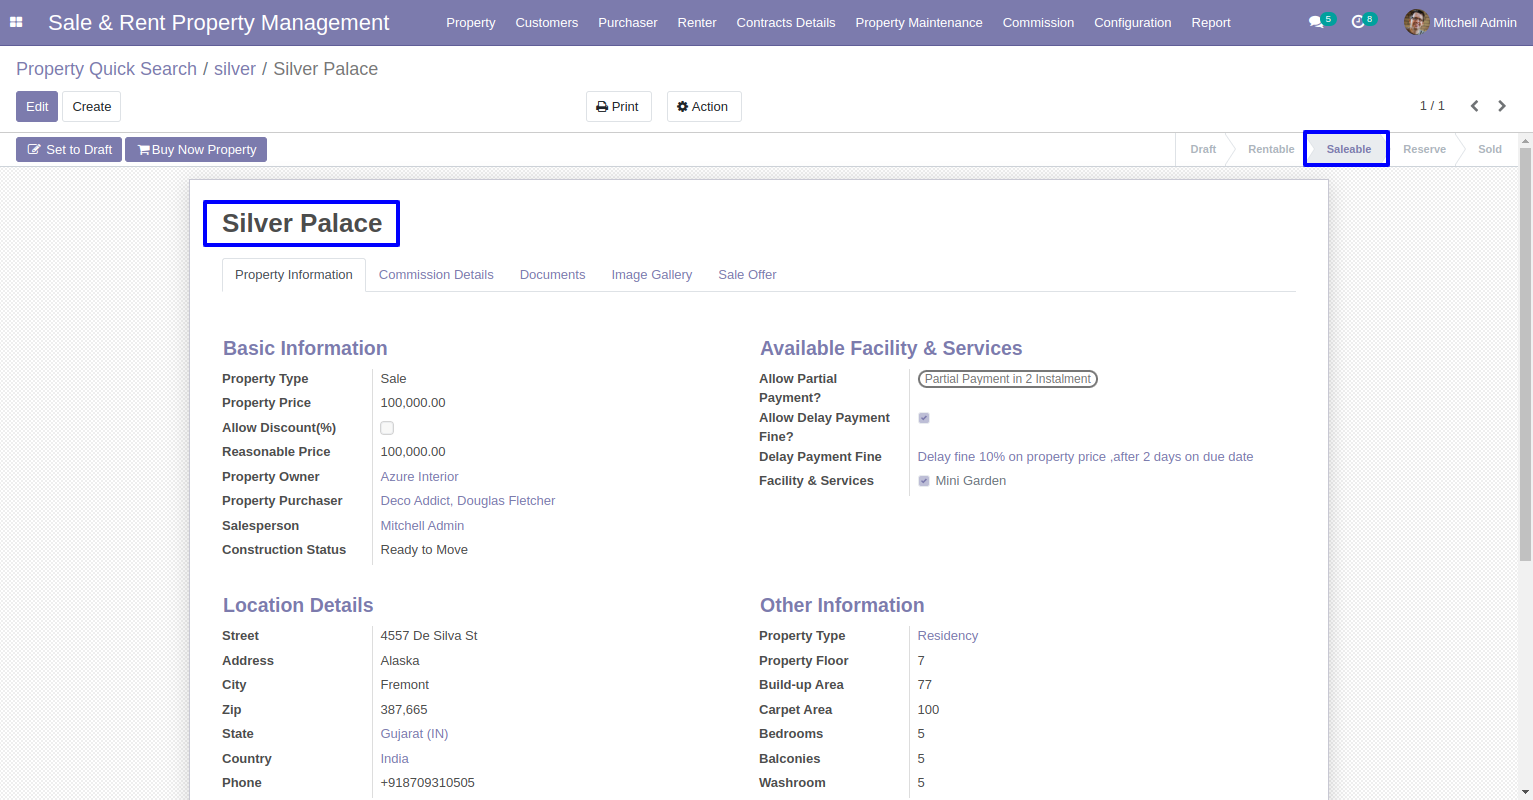 Sale & Rent Property Management Property Customers Purchaser Renter Contracts Details Property Maintenance Commission Configuration Report 5 8 Mitchell Admin
Property Quick Search / silver / Silver Palace
Edit Create Print Action 1 / 1
Set to Draft Buy Now Property Draft Rentable Saleable Reserve Sold
Silver Palace
Property Information Commission Details Documents Image Gallery Sale Offer
Basic Information
Property Type Sale
Property Price 100,000.00
Allow Discount(%)
Reasonable Price 100,000.00
Property Owner Azure Interior
Property Purchaser Deco Addict, Douglas Fletcher
Salesperson Mitchell Admin
Construction Status Ready to Move
Available Facility & Services
Allow Partial Payment in 2 Instalment
Payment?
Allow Delay Payment
Fine?
Delay Payment Fine Delay fine 10% on property price ,after 2 days on due date
Facility & Services Mini Garden
Location Details
Street 4557 De Silva St
Address Alaska
City Fremont
Zip 387,665
State Gujarat (IN)
Country India
Phone +918709310505
Other Information
Property Type Residency
Property Floor 7
Build-up Area 77
Carpet Area 100
Bedrooms 5
Balconies 5
Washroom 5